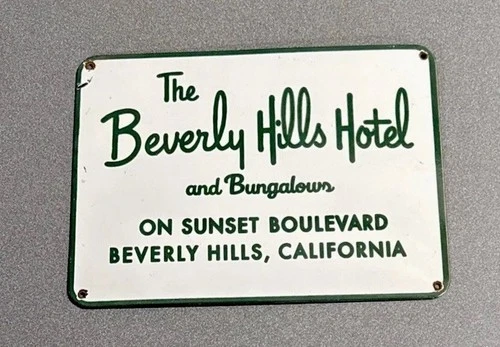 The
Beverly Hills Hotel
and Bungalows
ON SUNSET BOULEVARD
BEVERLY HILLS, CALIFORNIA